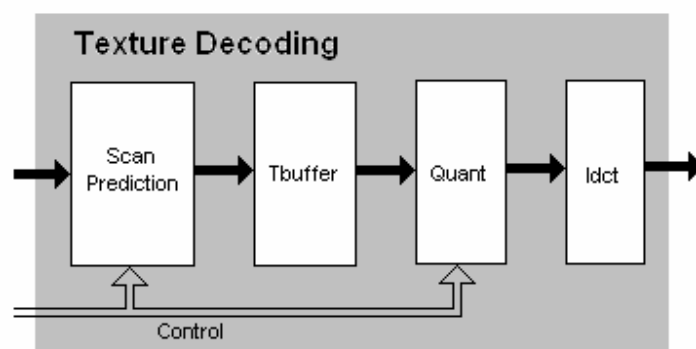 Texture Decoding
Scan
Prediction
Tbuffer
Quant
Idct
Control